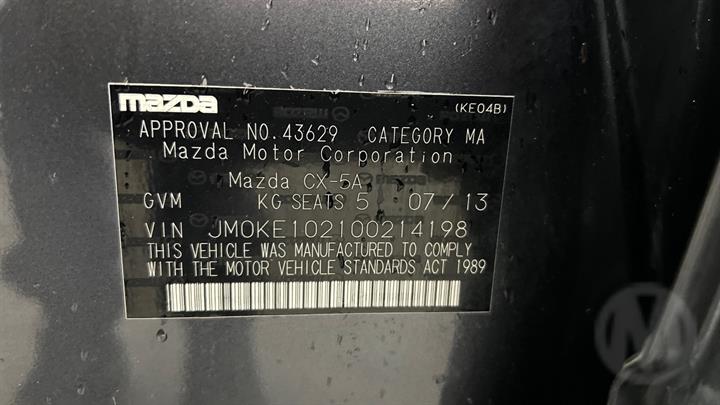 mazda (KE04B)
APPROVAL NO.43629 CATEGORY MA
Mazda Motor Corporation
Mazda CX-5A
GVM KG SEATS 5 07/13
VIN JM0KE102100214198
THIS VEHICLE WAS MANUFACTURED TO COMPLY
WITH THE MOTOR VEHICLE STANDARDS ACT 1989
M